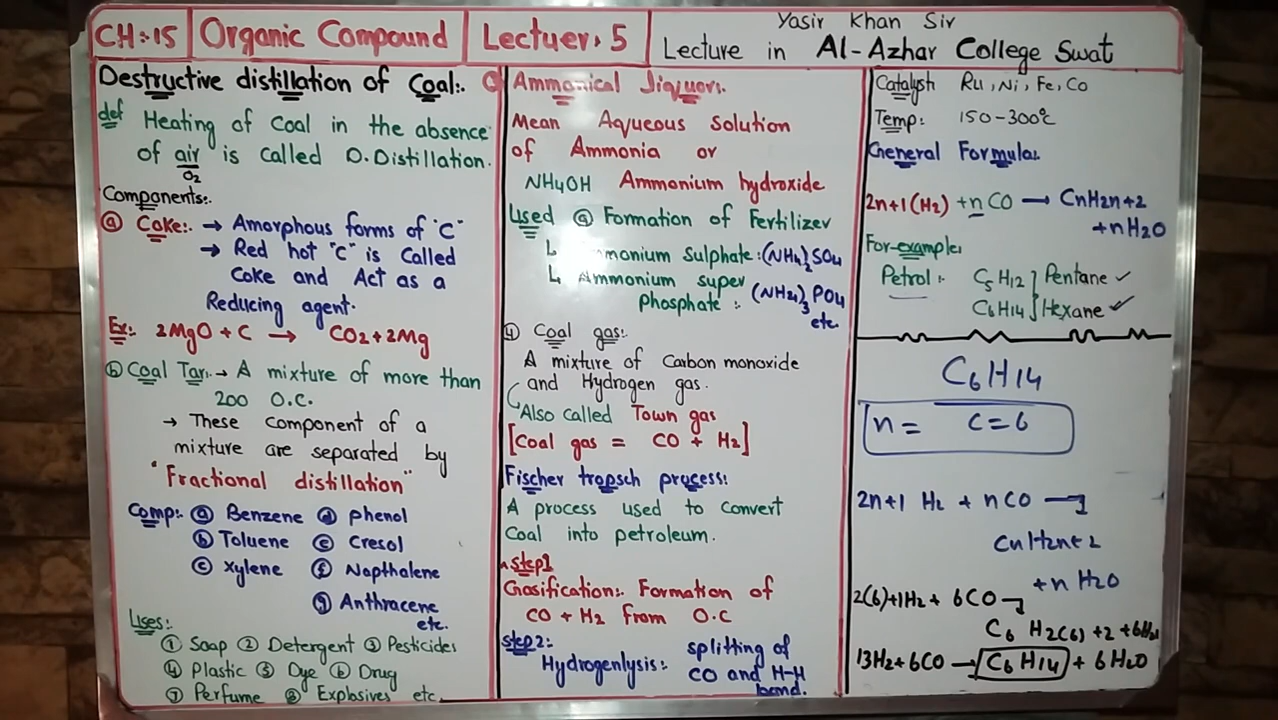 CH:15 Organic Compound Lectuer: 5
Yasir Khan Sir
Lecture in Al-Azhar College Swat
Destructive distillation of Coal:.
def Heating of Coal in the absence
of air is called D.Distillation.
O2
Components:.
ⓐ Coke:. → Amorphous forms of "C"
→ Red hot "C" is Called
Coke and Act as a
Reducing agent.
Ex:. 2MgO + C → CO2 + 2Mg
ⓑ Coal Tar:. → A mixture of more than
200 O.C.
→ These component of a
mixture are separated by
"Fractional distillation"
Comp:. ⓐ Benzene ⓓ phenol
ⓑ Toluene ⓔ Cresol
ⓒ xylene ⓕ Napthalene
ⓖ Anthracene
etc.
Uses:.
① Soap ② Detergent ③ Pesticides
④ Plastic ⑤ Dye ⑥ Drug
⑦ Perfume ⑧ Explosives etc.
ⓒ Ammonical Liquor:.
Mean Aqueous Solution
of Ammonia or
NH4OH Ammonium hydroxide
Used ⓐ Formation of Fertilizer
↳ mmonium Sulphate: (NH4)2SO4
↳ Ammonium super (NH4)3PO4
Phosphate:. etc
④ Coal gas:.
A mixture of Carbon monoxide
and Hydrogen gas.
Also called Town gas
[Coal gas = CO + H2]
Fischer tropsch process:
A process used to convert
Coal into petroleum.
Step1
Gasification:. Formation of
CO + H2 from O.C
Step2: splitting of
Hydrogenlysis:. CO and H-H
bond.
Catalyst: Ru, Ni, Fe, Co
Temp: 150-300°C
General Formula:
2n+1(H2) + nCO → CnH2n+2
+ nH2O
For example:
Petrol:. C5H12 ] Pentane ✓
C6H14 ] Hexane ✓
C6H14
n = C=6
2n+1 H2 + nCO →
CnH2n+2
+ n H2O
2(6)+1H2 + 6CO →
C6 H2(6)+2 + 6H2O
13H2 + 6CO → C6H14 + 6H2O